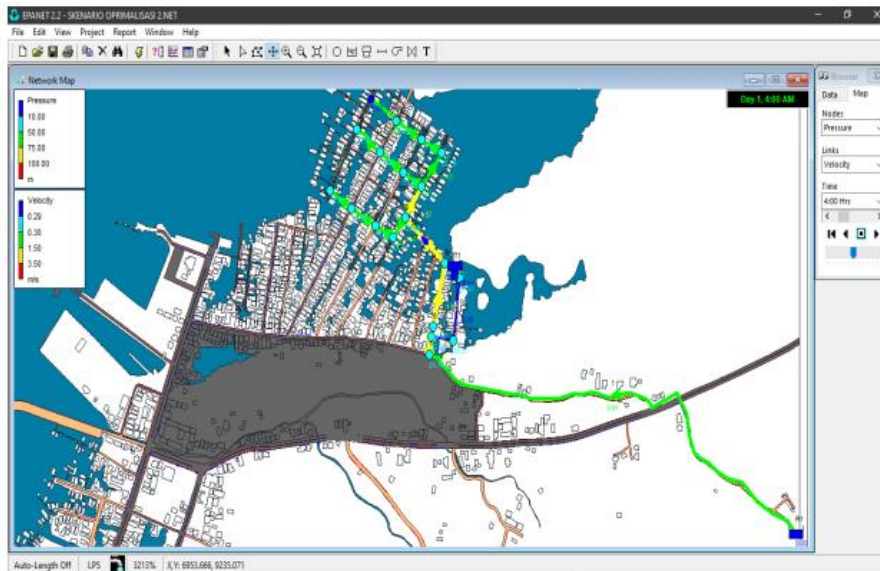 EPANET 2.2 - SKENARIO OPRIMALISASI 2.NET
File Edit View Project Report Window Help
Network Map
Day 1, 4:00 AM
Pressure
10.00
50.00
75.00
100.00
m
Velocity
0.29
0.30
1.50
3.50
m/s
Browser
Data Map
Nodes
Pressure
Links
Velocity
Time
4:00 Hrs
Auto-Length Off LPS 3213% X,Y: 6953.666, 9235.071